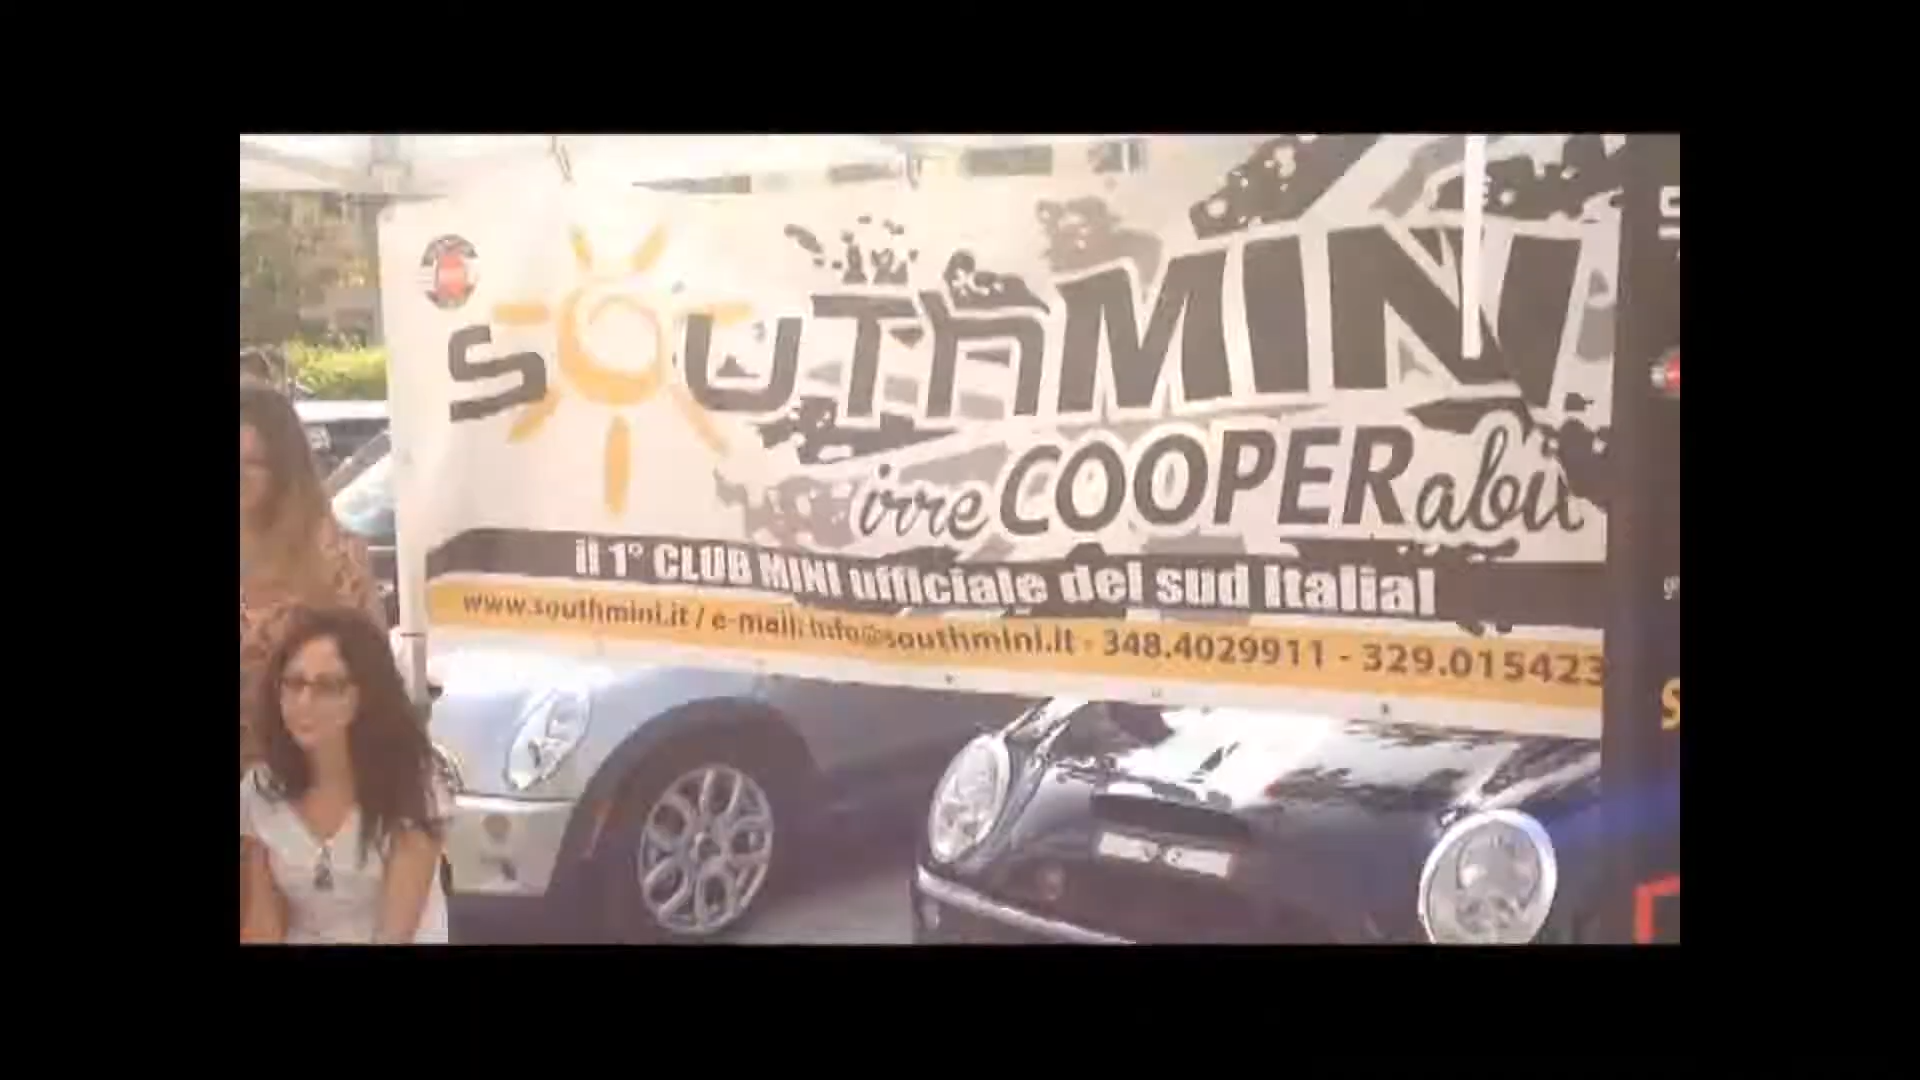 SOUTHMINI
irreCOOPERabil
il 1° CLUB MINI ufficiale del sud Italia!
www.southmini.it / e-mail: info@southmini.it - 348.4029911 - 329.015423